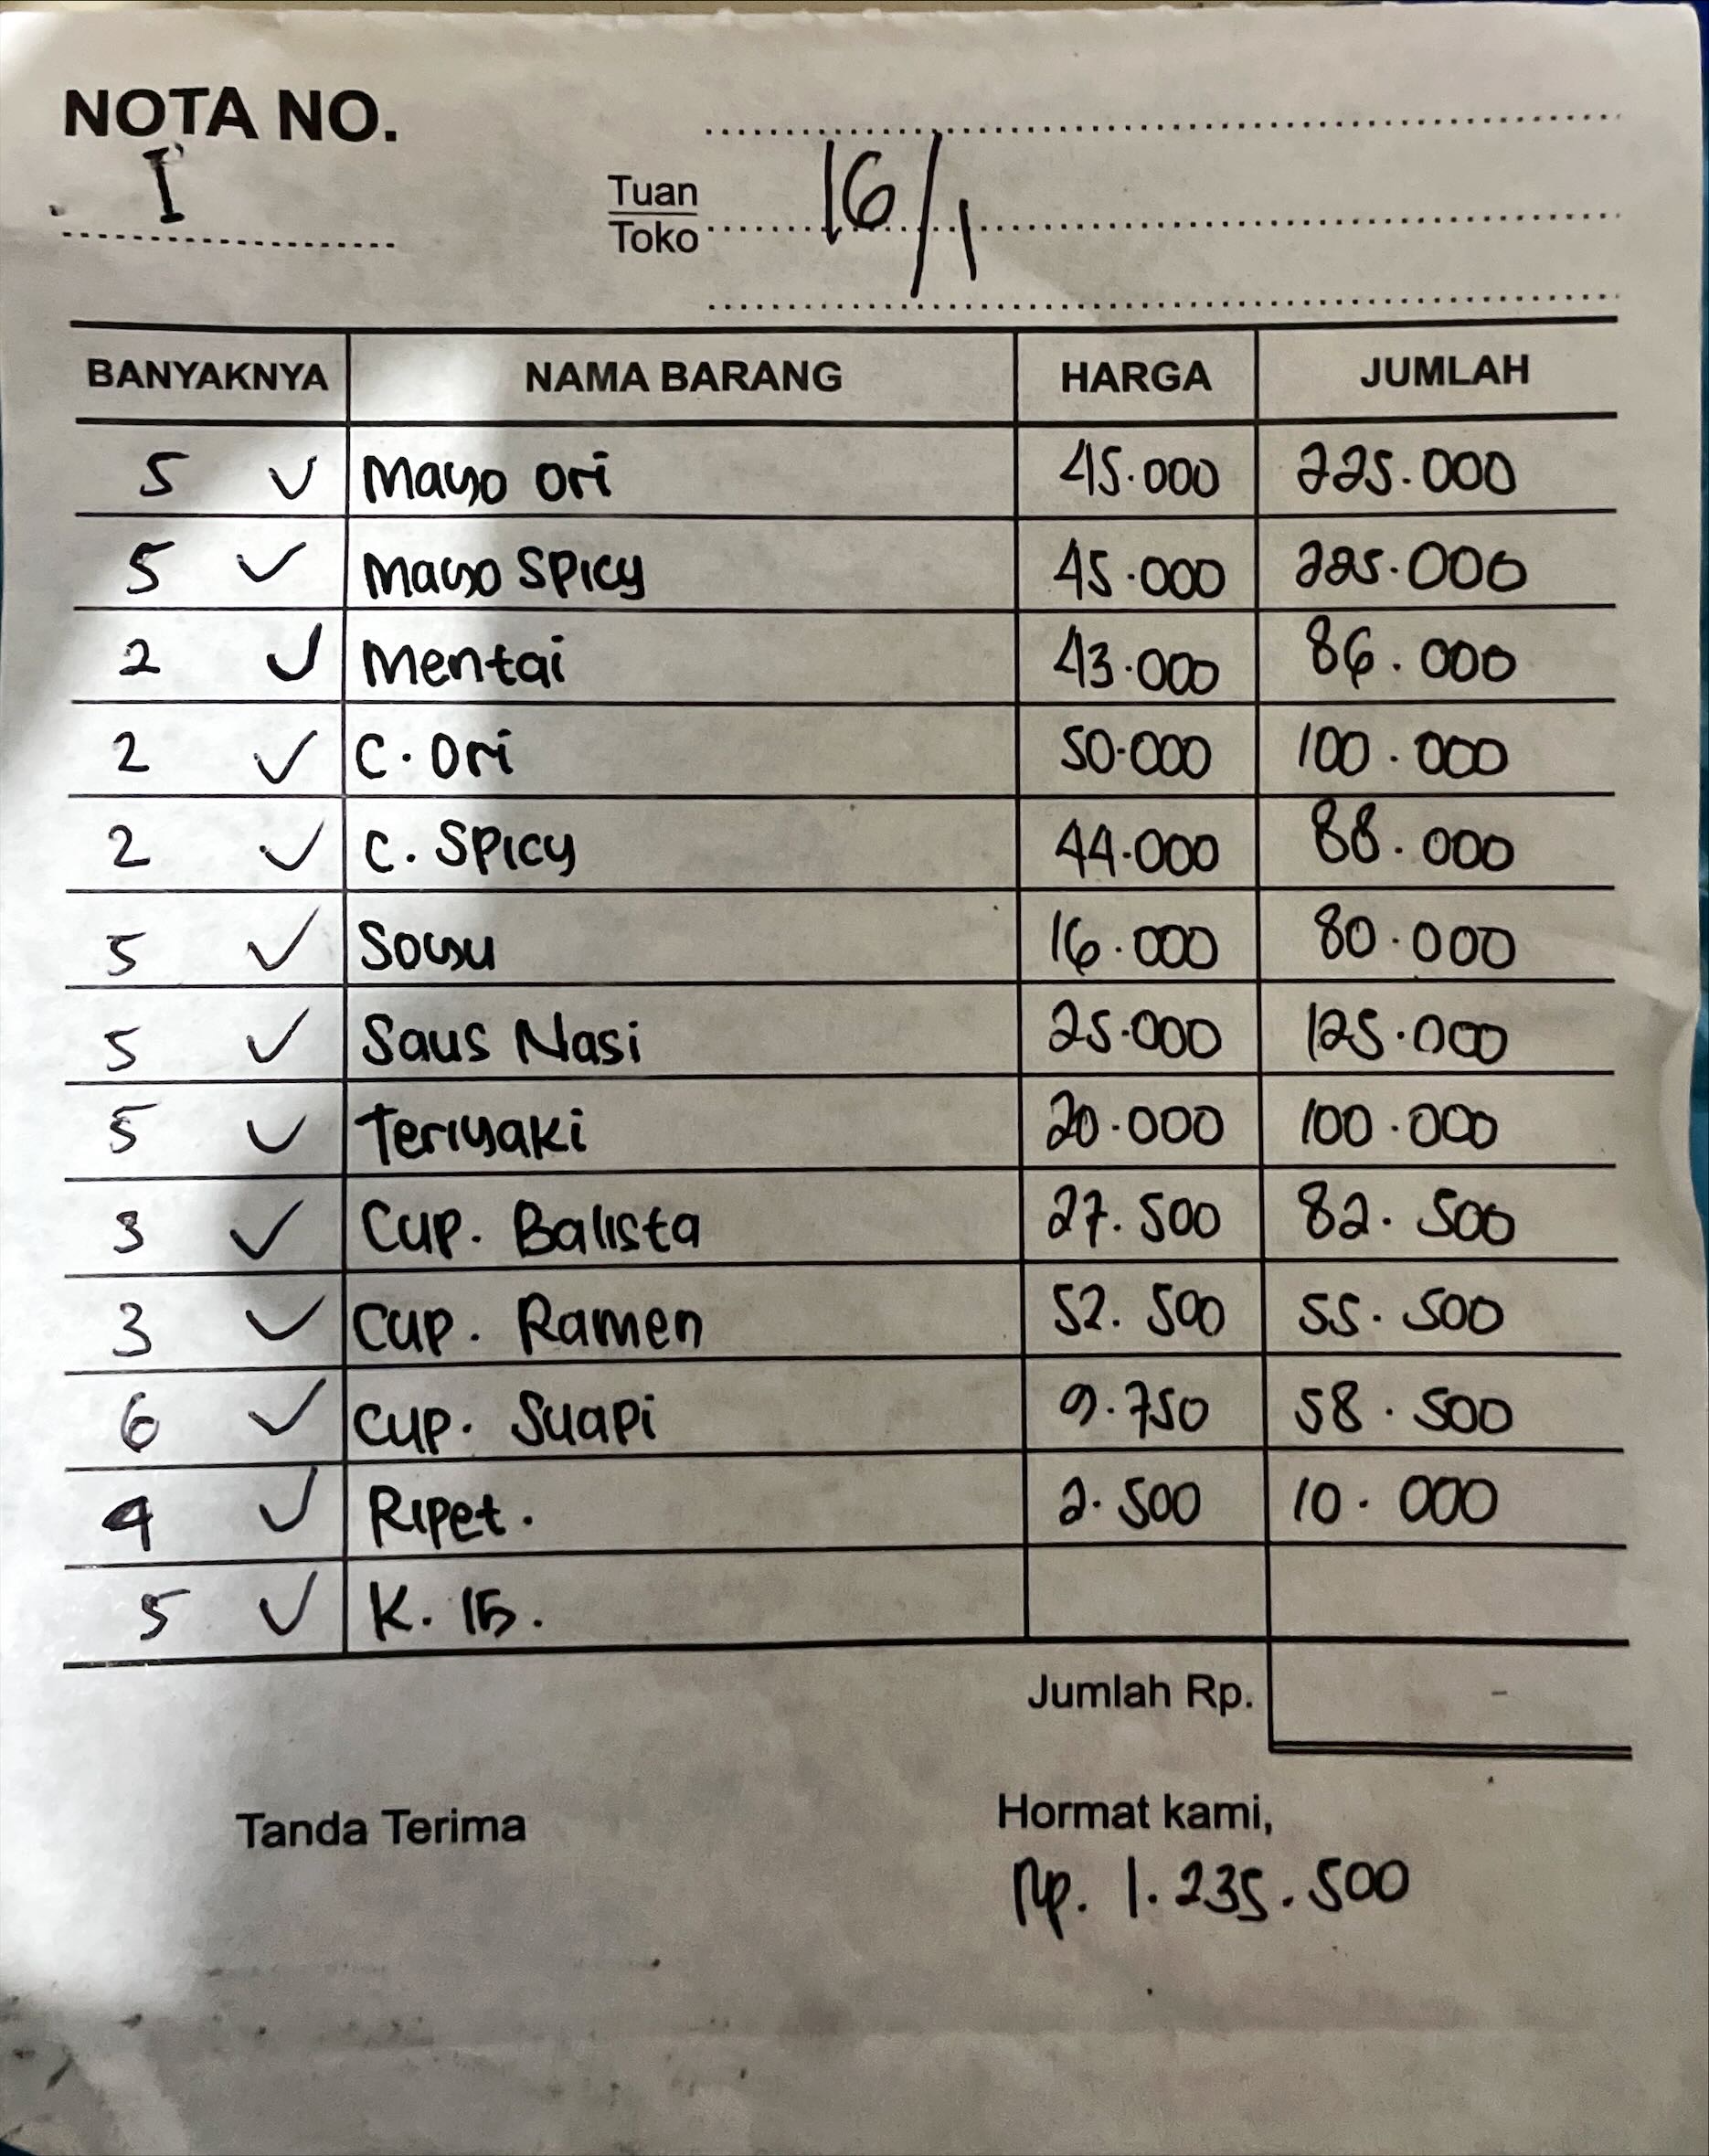 NOTA NO.
I
Tuan
Toko
16/1
BANYAKNYA NAMA BARANG HARGA JUMLAH
5 ✓ Mayo Ori 45.000 225.000
5 ✓ Mayo Spicy 45.000 225.000
2 ✓ Mentai 43.000 86.000
2 ✓ C. Ori 50.000 100.000
2 ✓ C. Spicy 44.000 88.000
5 ✓ Soyu 16.000 80.000
5 ✓ Saus Nasi 25.000 125.000
5 ✓ Teriyaki 20.000 100.000
3 ✓ Cup. Balista 27.500 82.500
3 ✓ Cup. Ramen 52.500 55.500
6 ✓ Cup. Suapi 9.750 58.500
4 ✓ Ripet. 2.500 10.000
5 ✓ K. 15.
Jumlah Rp. -
Tanda Terima
Hormat kami,
Rp. 1.235.500